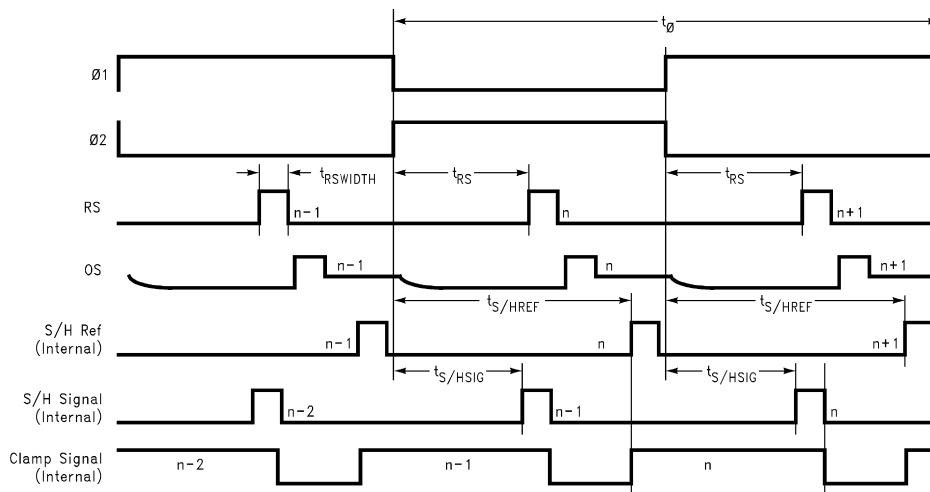 tø
Ø1
Ø2
tRSWIDTH
tRS
tRS
RS
n-1
n
n+1
OS
n-1
n
n+1
tS/HREF
tS/HREF
S/H Ref
(Internal)
n-1
n
n+1
tS/HSIG
tS/HSIG
S/H Signal
(Internal)
n-2
n-1
n
Clamp Signal
(Internal)
n-2
n-1
n